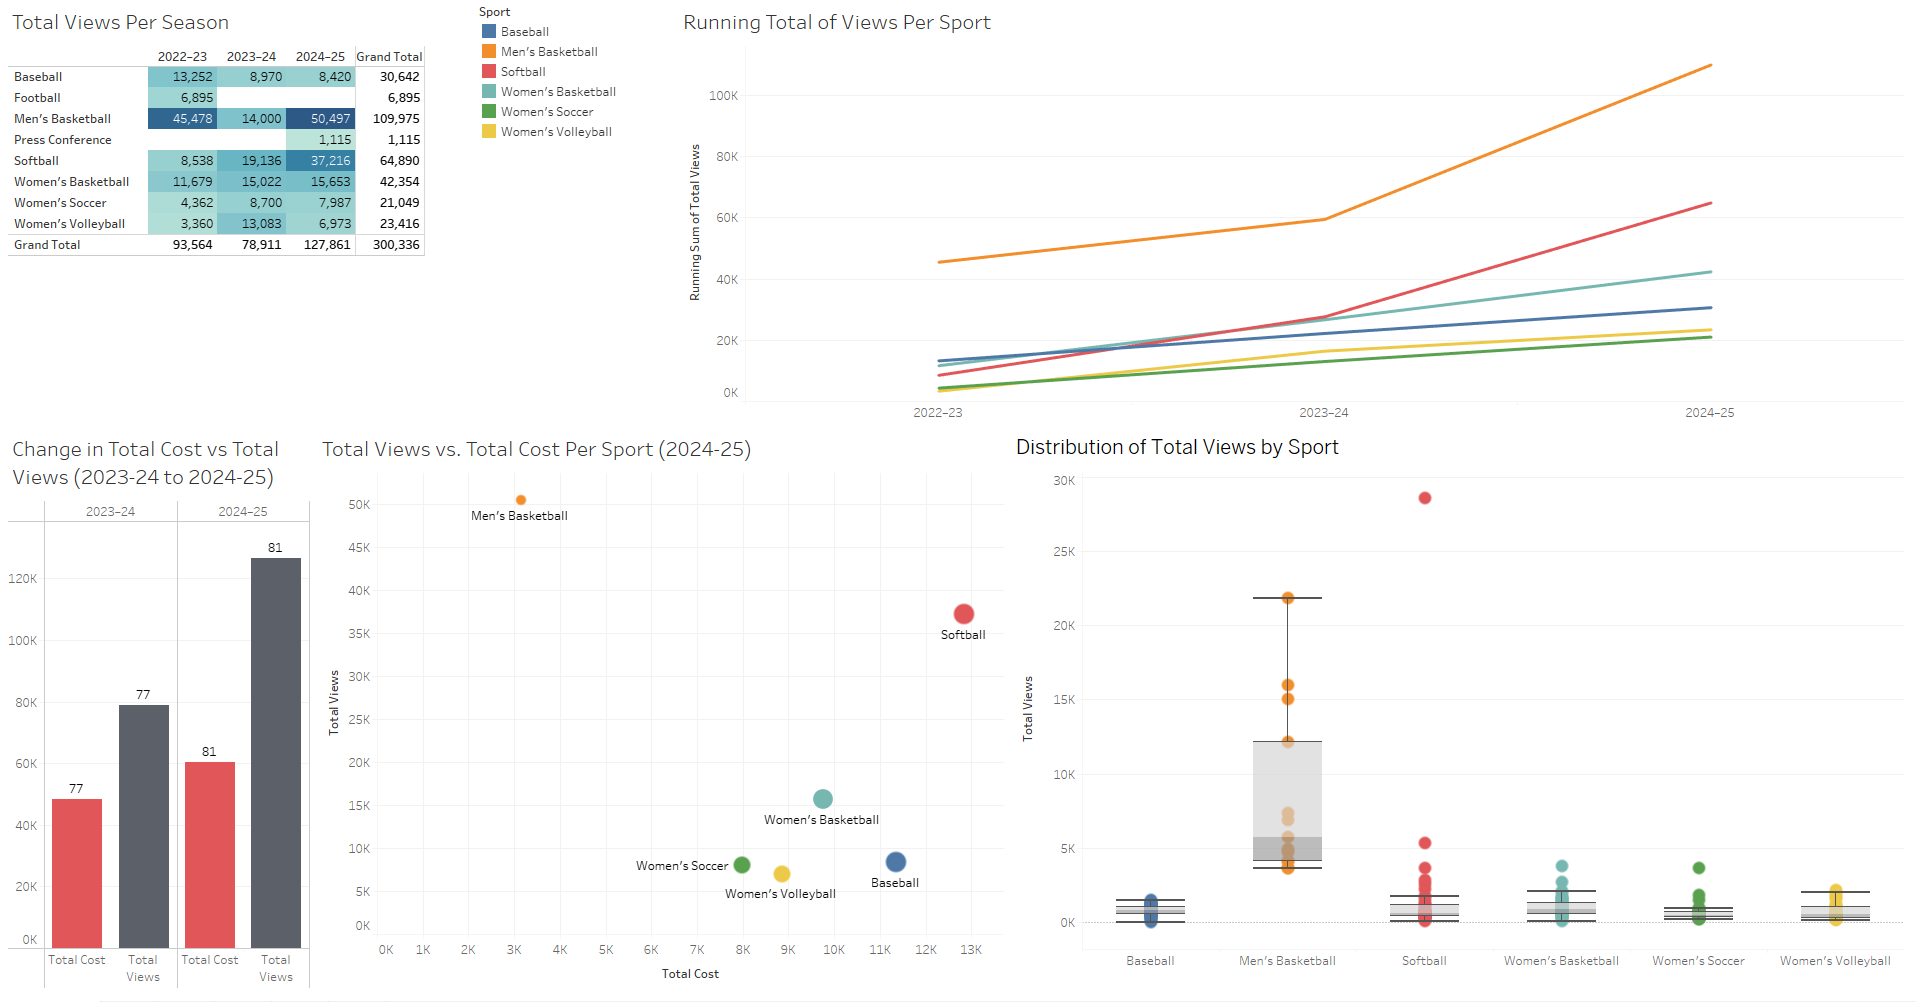 Total Views Per Season
2022–23 2023–24 2024–25 Grand Total
Baseball 13,252 8,970 8,420 30,642
Football 6,895 6,895
Men's Basketball 45,478 14,000 50,497 109,975
Press Conference 1,115 1,115
Softball 8,538 19,136 37,216 64,890
Women's Basketball 11,679 15,022 15,653 42,354
Women's Soccer 4,362 8,700 7,987 21,049
Women's Volleyball 3,360 13,083 6,973 23,416
Grand Total 93,564 78,911 127,861 300,336
Sport
Baseball
Men's Basketball
Softball
Women's Basketball
Women's Soccer
Women's Volleyball
Running Total of Views Per Sport
Running Sum of Total Views
100K
80K
60K
40K
20K
0K
2022–23 2023–24 2024–25
Change in Total Cost vs Total
Views (2023-24 to 2024-25)
2023–24 2024–25
120K
100K
80K
60K
40K
20K
0K
77
77
81
81
Total Cost Total Views Total Cost Total Views
Total Views vs. Total Cost Per Sport (2024-25)
Total Views
50K
45K
40K
35K
30K
25K
20K
15K
10K
5K
0K
Men's Basketball
Softball
Women's Basketball
Women's Soccer
Baseball
Women's Volleyball
0K 1K 2K 3K 4K 5K 6K 7K 8K 9K 10K 11K 12K 13K
Total Cost
Distribution of Total Views by Sport
Total Views
30K
25K
20K
15K
10K
5K
0K
Baseball Men's Basketball Softball Women's Basketball Women's Soccer Women's Volleyball